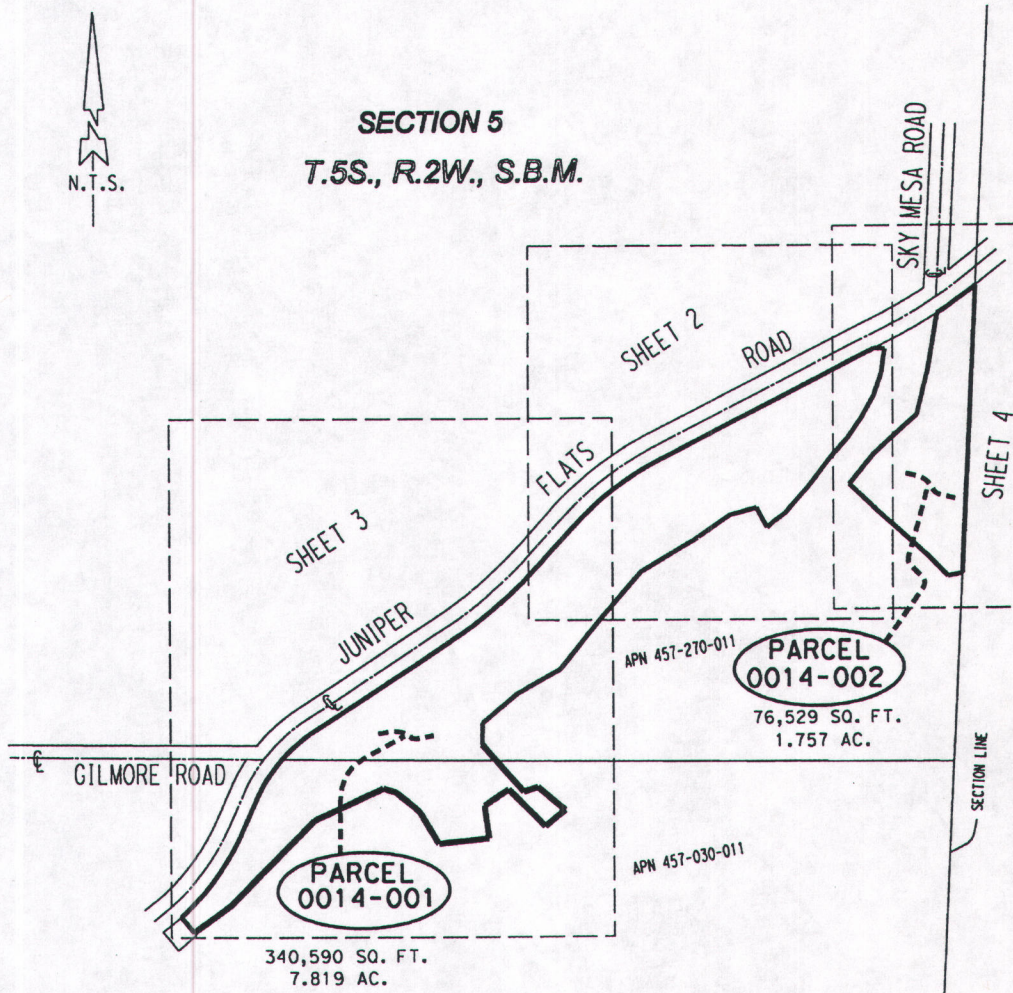 N
N.T.S.
SECTION 5
T.5S., R.2W., S.B.M.
SKY MESA ROAD
SHEET 2
ROAD
FLATS
SHEET 4
SHEET 3
JUNIPER
℄
APN 457-270-011
PARCEL
0014-002
76,529 SQ. FT.
1.757 AC.
℄
GILMORE ROAD
SECTION LINE
APN 457-030-011
PARCEL
0014-001
340,590 SQ. FT.
7.819 AC.